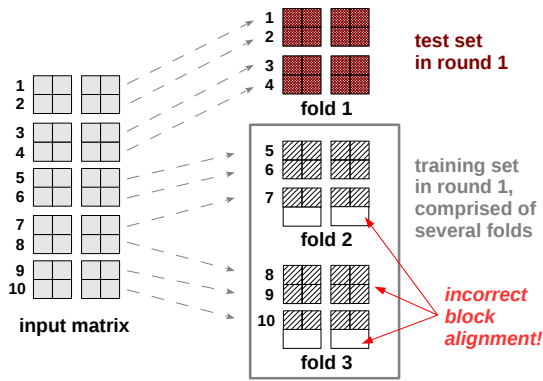 1
2
3
4
5
6
7
8
9
10
input matrix
1
2
3
4
fold 1
test set
in round 1
5
6
7
fold 2
8
9
10
fold 3
training set
in round 1,
comprised of
several folds
incorrect
block
alignment!